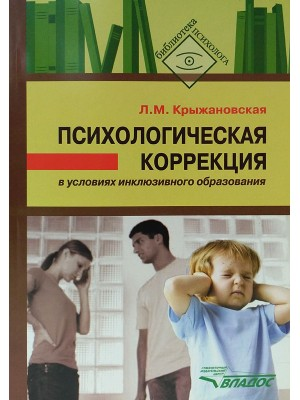 библиотека
ПСИХОЛОГА
Л.М. Крыжановская
ПСИХОЛОГИЧЕСКАЯ
КОРРЕКЦИЯ
в условиях инклюзивного образования
ВЛАДОС